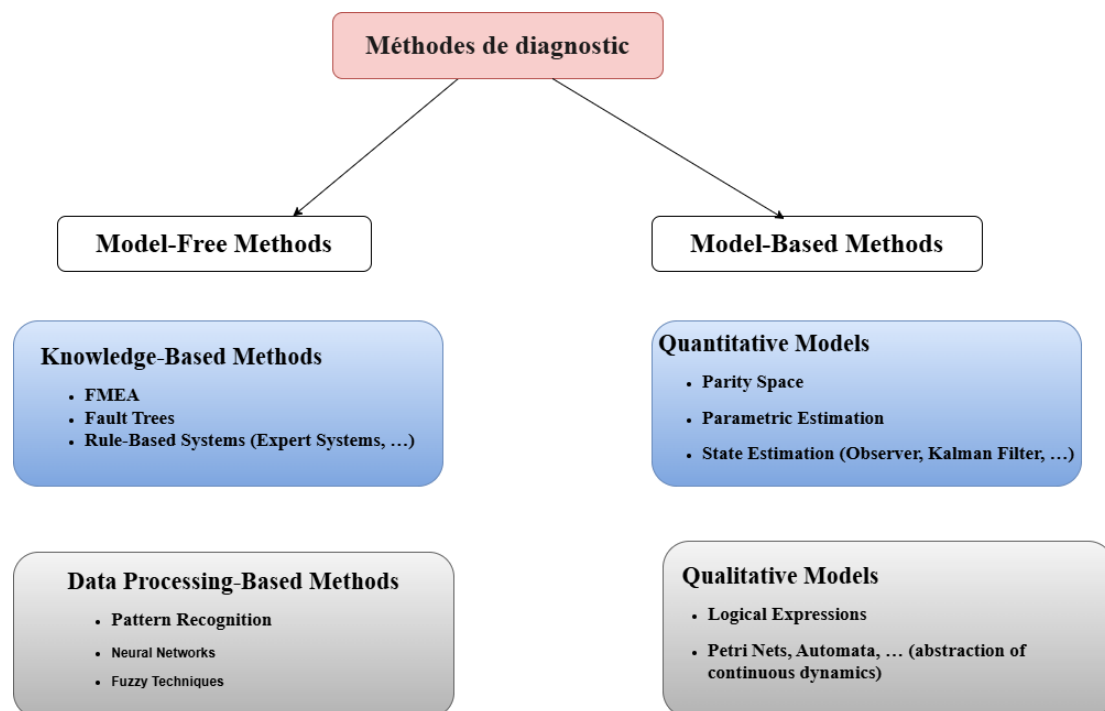 Méthodes de diagnostic
Model-Free Methods
Model-Based Methods
Knowledge-Based Methods
• FMEA
• Fault Trees
• Rule-Based Systems (Expert Systems, …)
Quantitative Models
• Parity Space
• Parametric Estimation
• State Estimation (Observer, Kalman Filter, …)
Data Processing-Based Methods
• Pattern Recognition
• Neural Networks
• Fuzzy Techniques
Qualitative Models
• Logical Expressions
• Petri Nets, Automata, … (abstraction of
continuous dynamics)